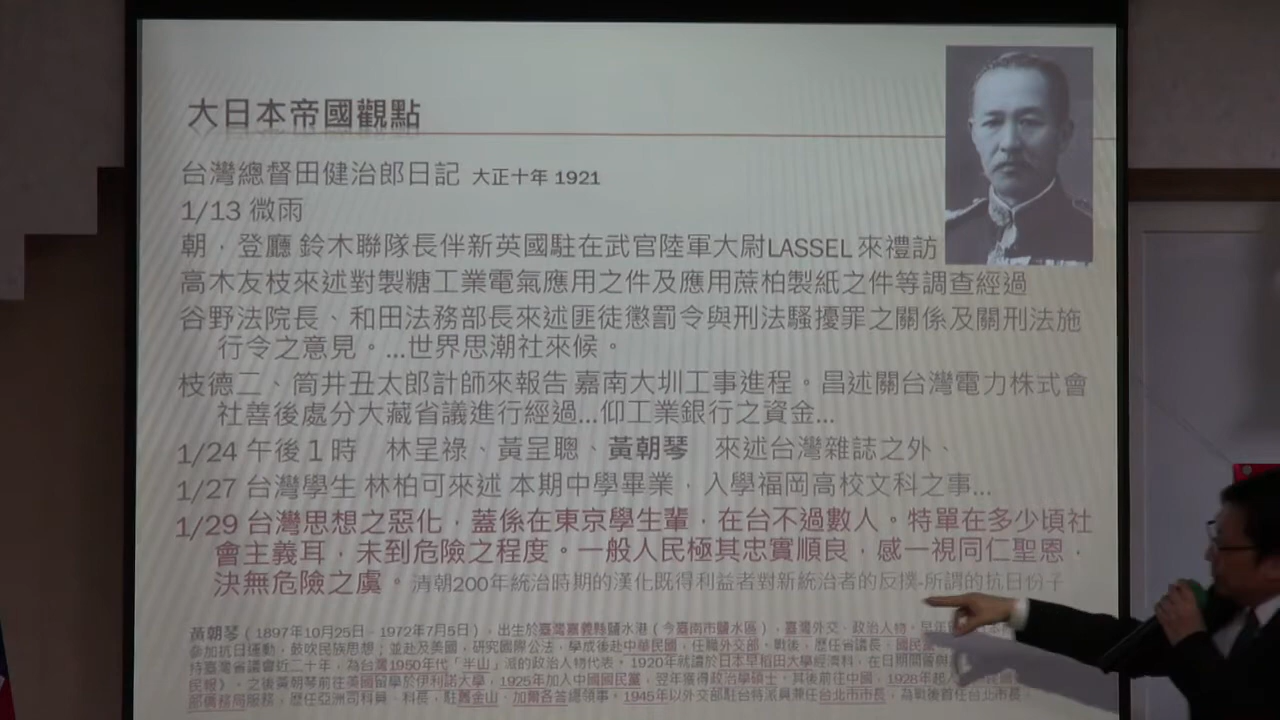 大日本帝國觀點
台灣總督田健治郎日記 大正十年 1921
1/13 微雨
朝，登廳 鈴木聯隊長伴新英國駐在武官陸軍大尉LASSEL 來禮訪
高木友枝來述對製糖工業電氣應用之件及應用蔗柏製紙之件等調查經過
谷野法院長、和田法務部長來述匪徒懲罰令與刑法騷擾罪之關係及關刑法施
行令之意見。...世界思潮社來候。
枝德二、筒井丑太郎計師來報告 嘉南大圳工事進程。昌述關台灣電力株式會
社善後處分大藏省議進行經過...仰工業銀行之資金...
1/24 午後１時　林呈祿、黃呈聰、黃朝琴　來述台灣雜誌之外、
1/27 台灣學生 林柏可來述 本期中學畢業，入學福岡高校文科之事...
1/29 台灣思想之惡化，蓋係在東京學生輩，在台不過數人。特單在多少頃社
會主義耳，未到危險之程度。一般人民極其忠實順良，感一視同仁聖恩，
決無危險之虞。清朝200年統治時期的漢化既得利益者對新統治者的反撲-所謂的抗日份子
黃朝琴（1897年10月25日－1972年7月5日），出生於臺灣嘉義縣鹽水港（今臺南市鹽水區），臺灣外交、政治人物。早年
參加抗日運動，鼓吹民族思想；並赴及美國，研究國際公法，學成後赴中華民國，任職外交部。戰後，歷任省議長、國民黨
持臺灣省議會近二十年，為台灣1950年代「半山」派的政治人物代表。1920年就讀於日本早稻田大學經濟科，在日期間
民報》。之後黃朝琴前往美國留學於伊利諾大學，1925年加入中國國民黨，翌年獲得政治學碩士，其後前往中國，1928年起
部僑務局服務，歷任亞洲司科員、科長，駐舊金山、加爾各答總領事。1945年以外交部駐台特派員兼任台北市市長，為戰後首任台北市長。